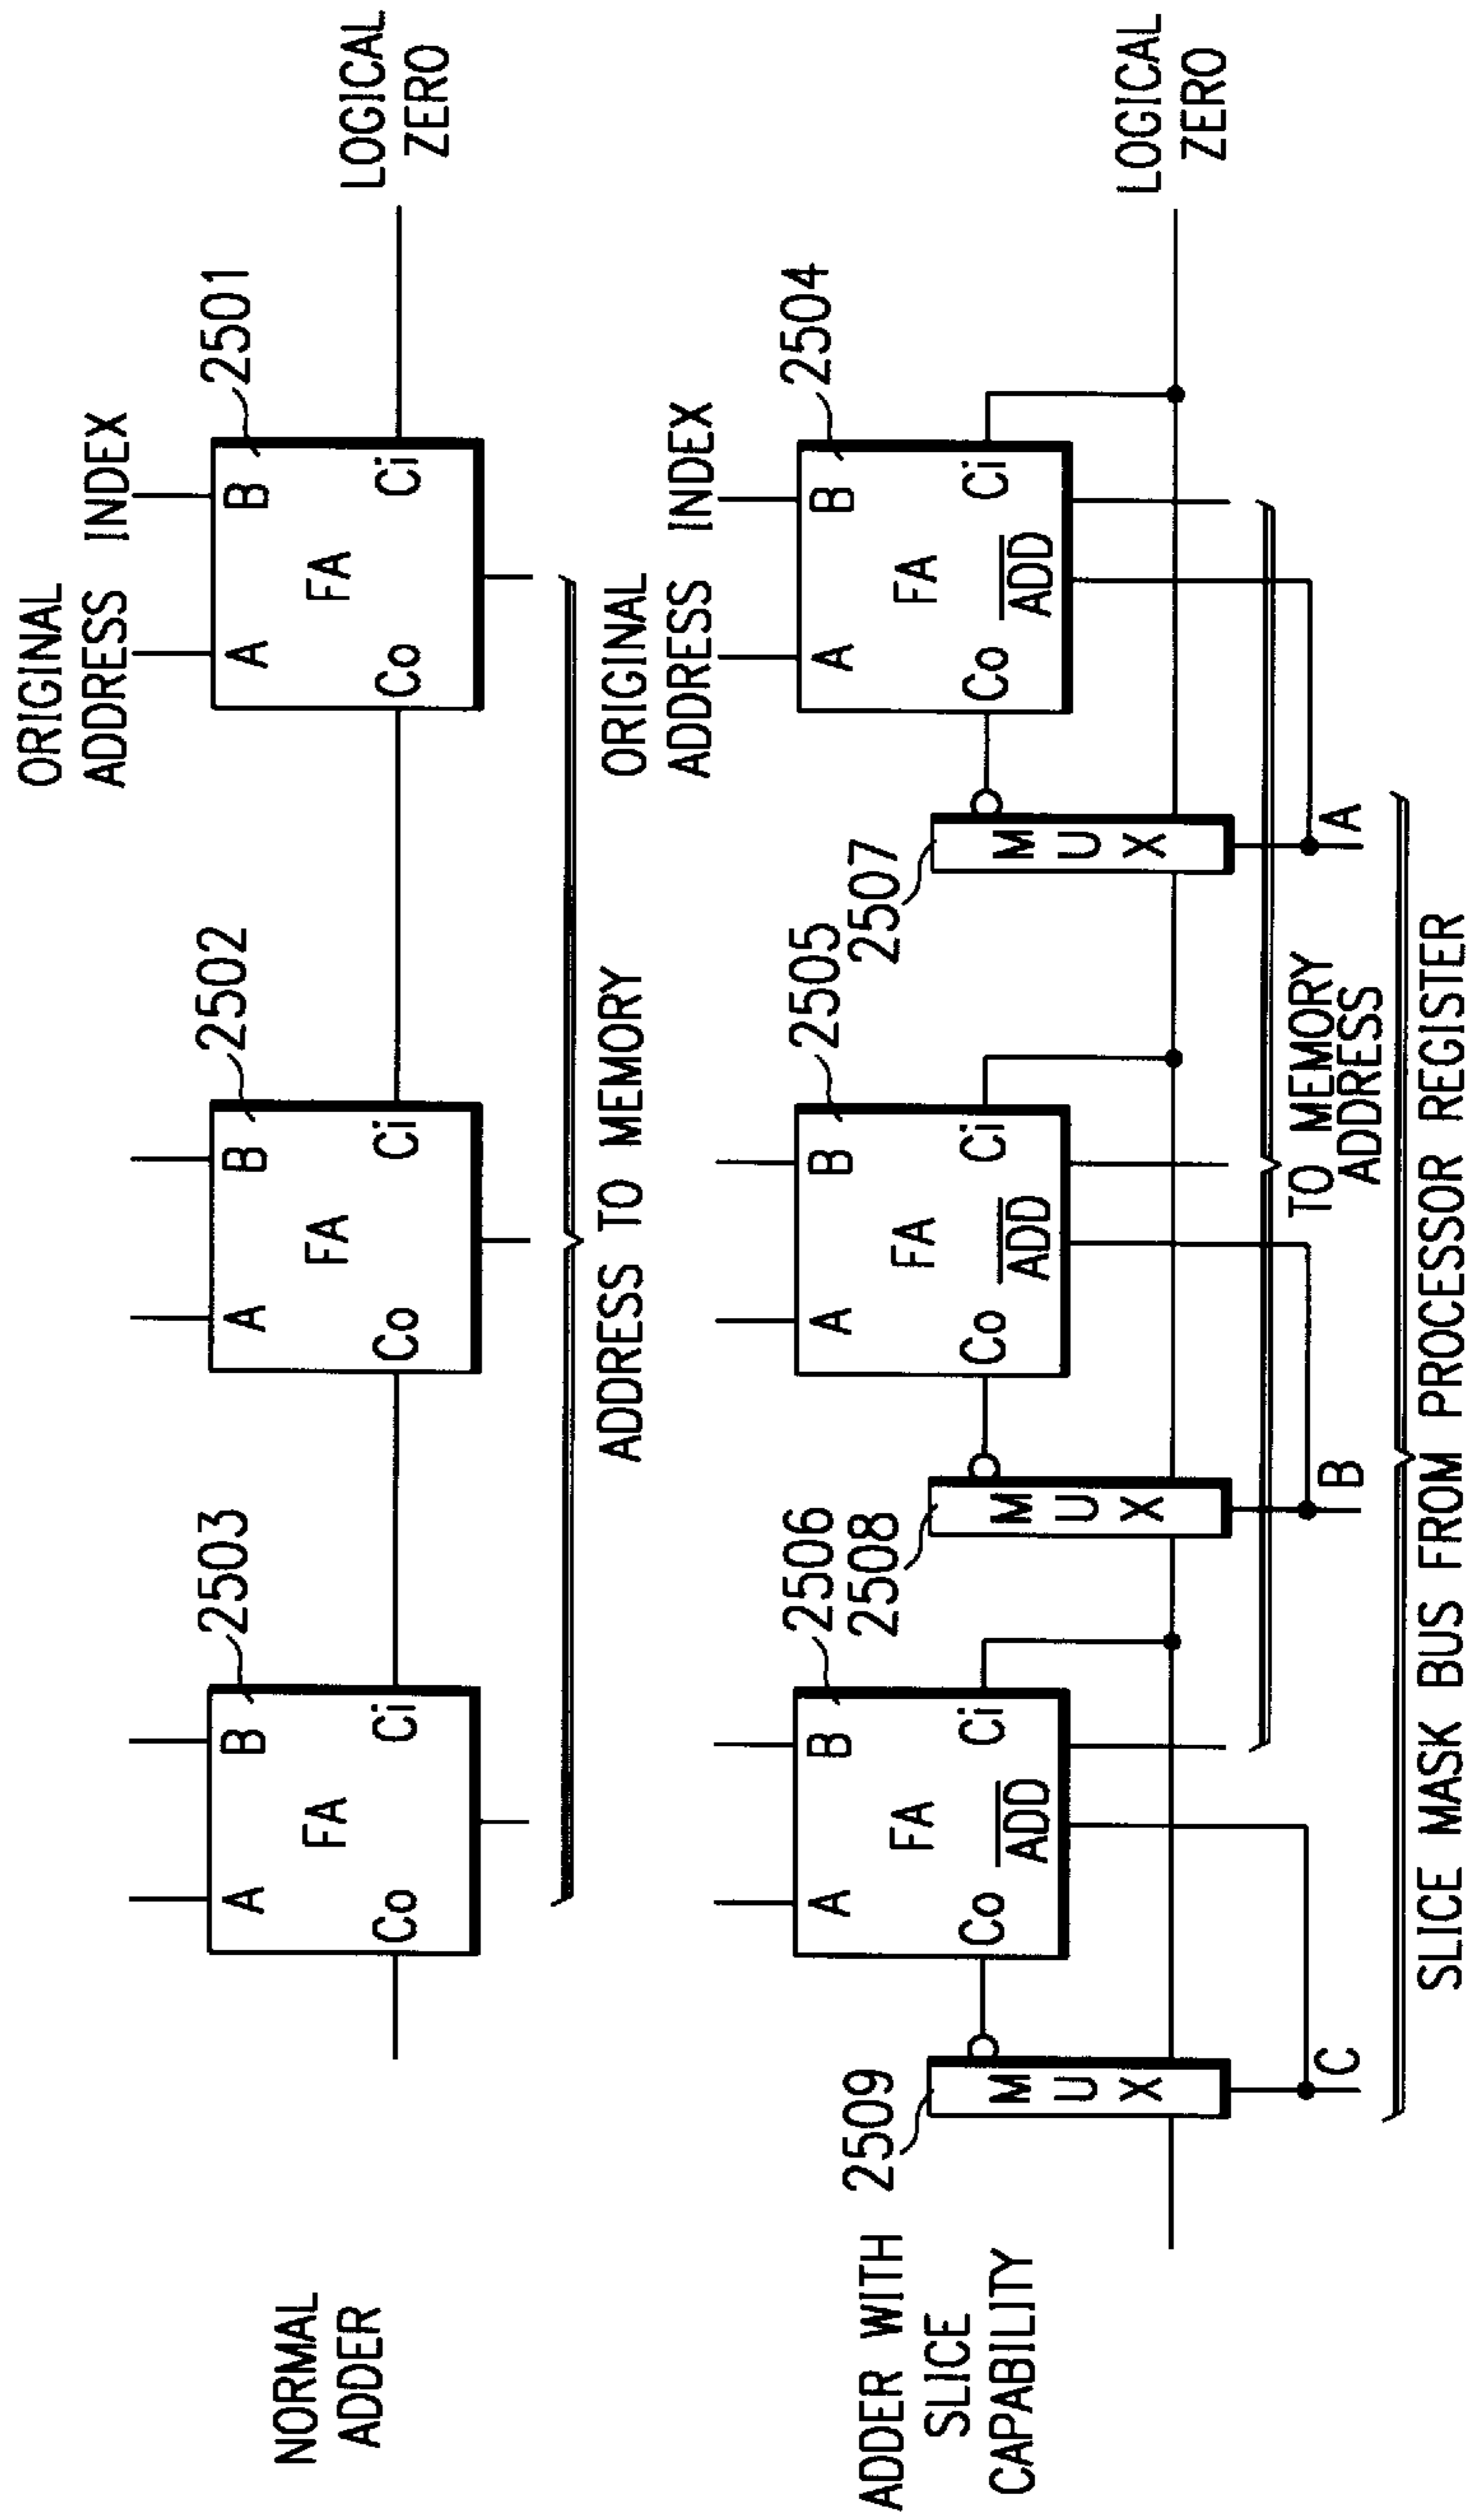 ORIGINAL
ADDRESS INDEX
2503
2502
2501
A B
FA
Co Ci
A B
FA
Co Ci
A B
FA
Co Ci
LOGICAL
ZERO
NORMAL
ADDER
ADDRESS TO MEMORY
ORIGINAL
ADDRESS INDEX
2506
2505
2504
A B
FA
Co Ci
ADD
A B
FA
Co Ci
ADD
A B
FA
Co Ci
ADD
2509
2508
2507
MUX
MUX
MUX
LOGICAL
ZERO
ADDER WITH
SLICE
CAPABILITY
C
B
A
TO MEMORY
ADDRESS
SLICE MASK BUS FROM PROCESSOR REGISTER